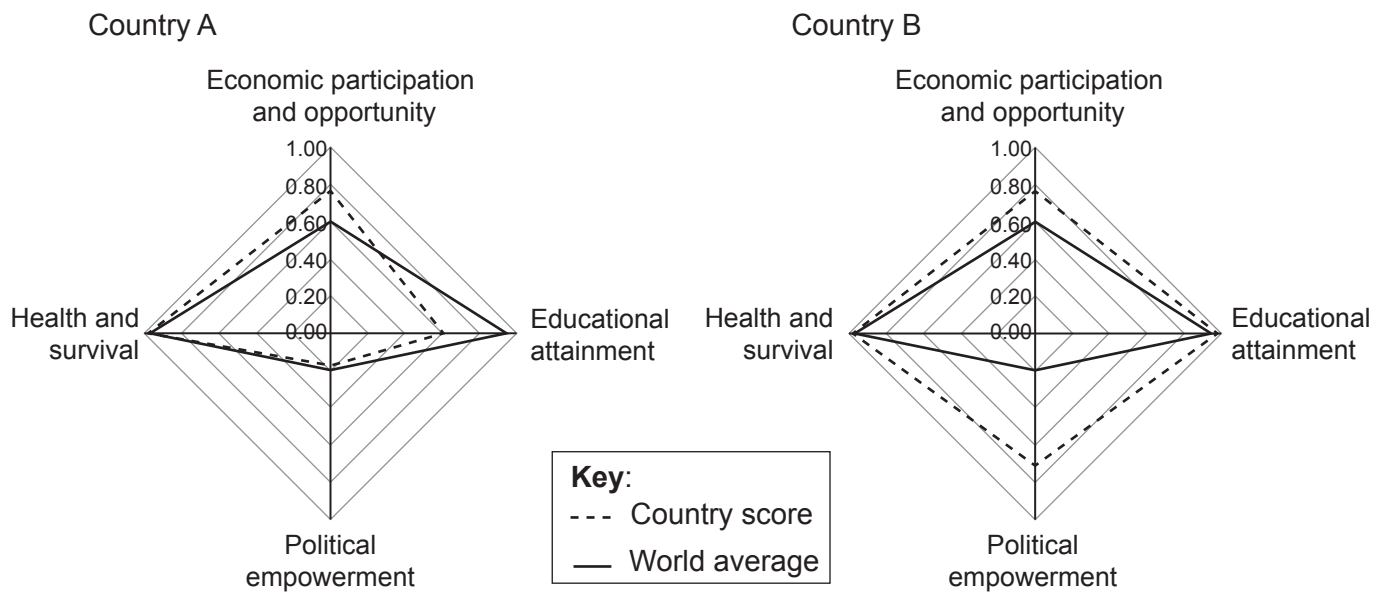 Country A
Economic participation
and opportunity
1.00
0.80
0.60
0.40
0.20
0.00
Health and
survival
Educational
attainment
Political
empowerment
Country B
Economic participation
and opportunity
1.00
0.80
0.60
0.40
0.20
0.00
Health and
survival
Educational
attainment
Political
empowerment
Key:
Country score
World average